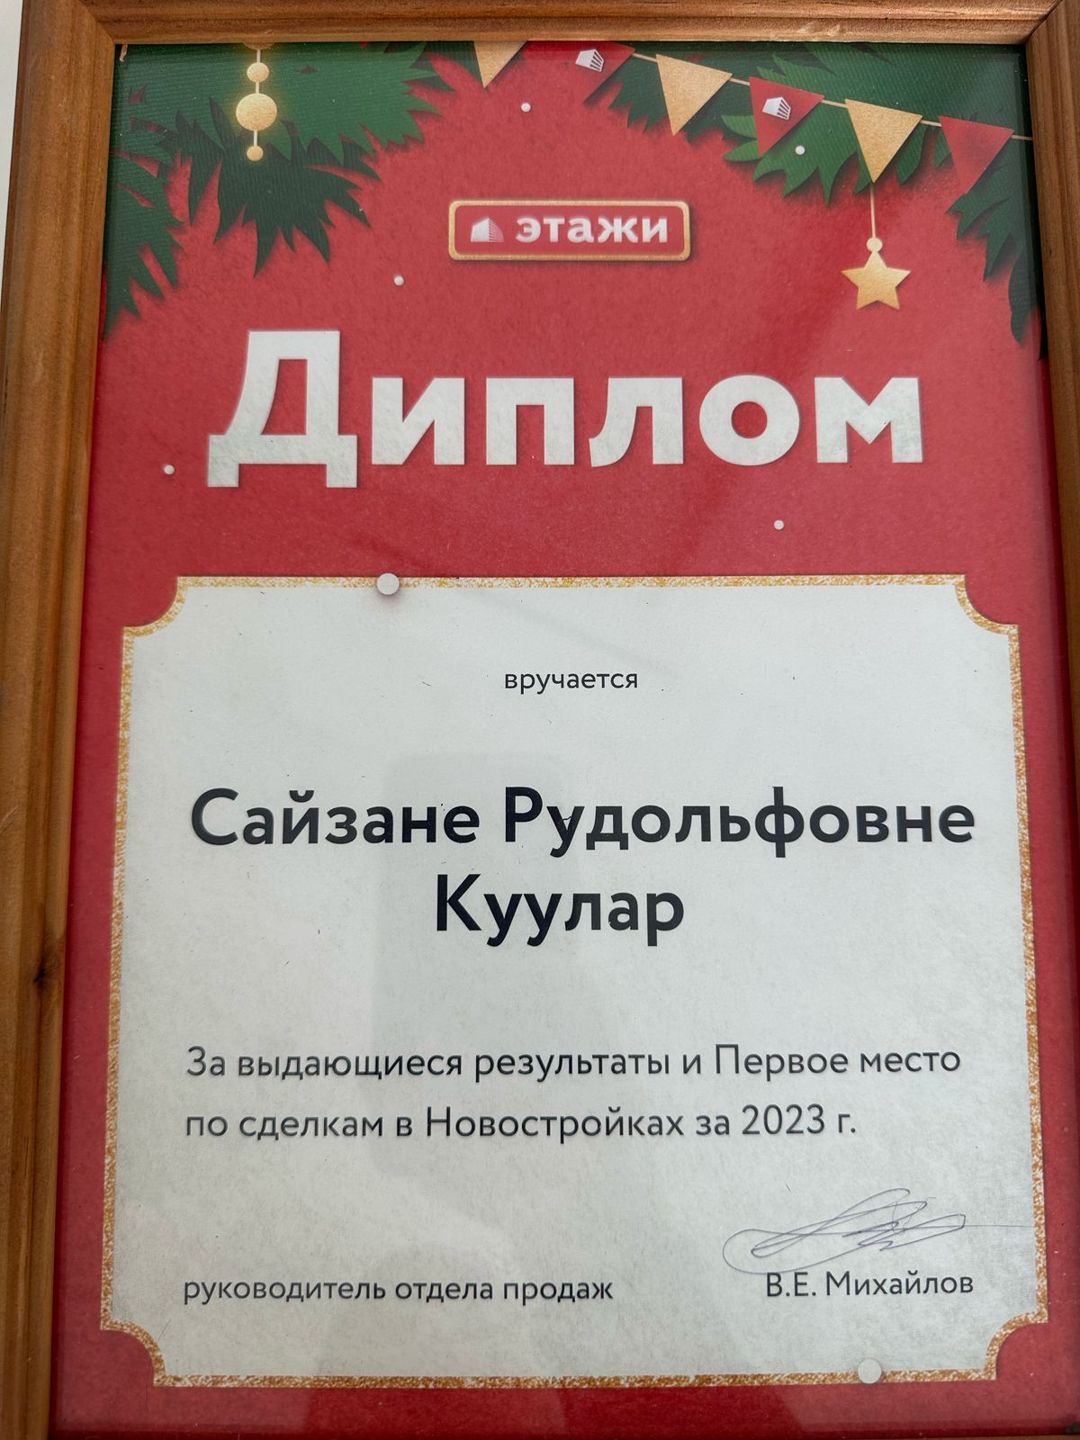 этажи
Диплом
вручается
Сайзане Рудольфовне
Куулар
За выдающиеся результаты и Первое место
по сделкам в Новостройках за 2023 г.
руководитель отдела продаж
В.Е. Михайлов